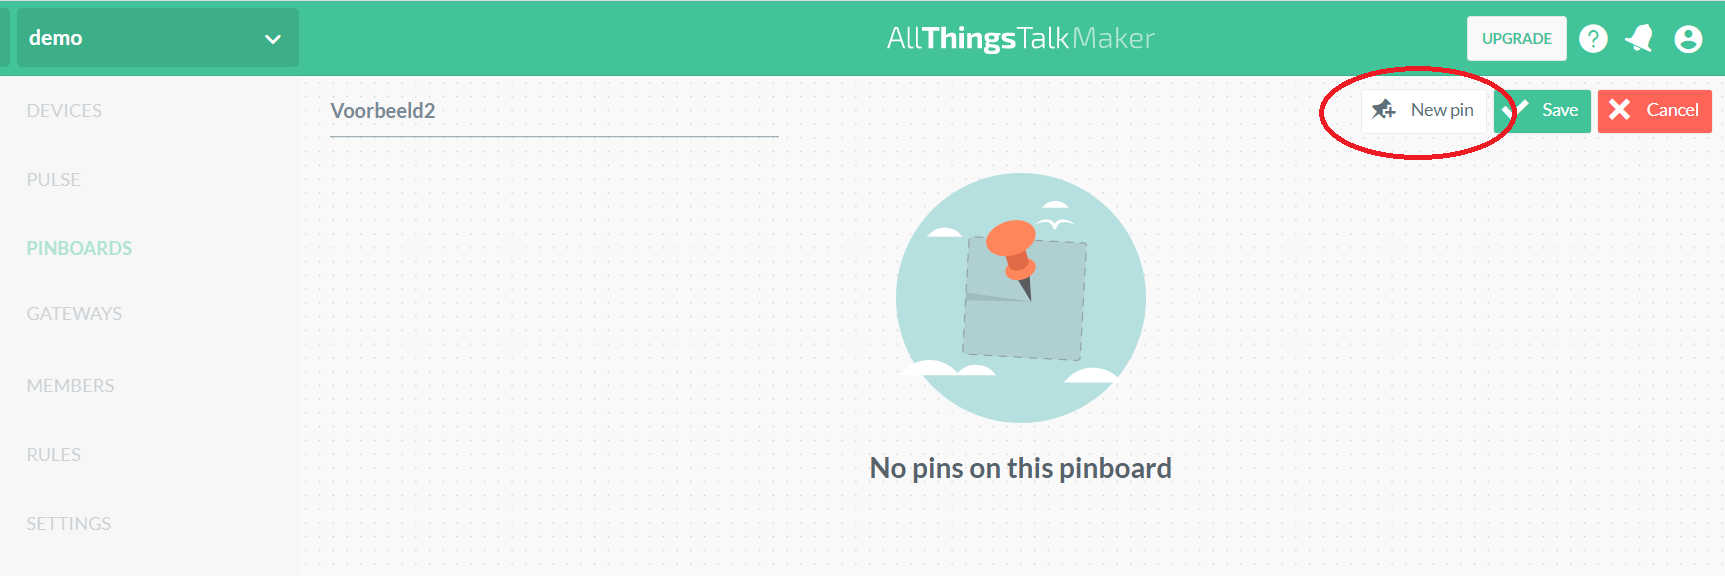 demo
AllThingsTalkMaker
UPGRADE
Voorbeeld2
New pin
Save
Cancel
DEVICES
PULSE
PINBOARDS
GATEWAYS
MEMBERS
RULES
SETTINGS
No pins on this pinboard